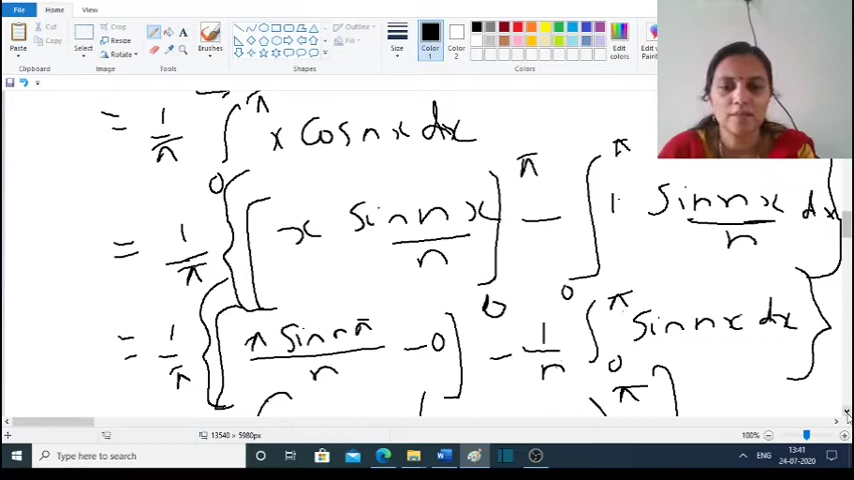 File Home View
Paste Cut Copy Select Crop Resize Rotate Brushes Outline Fill Size Color 1 Color 2 Edit colors
Clipboard Image Tools Shapes Colors
= 1/π ∫₀^π x cos nx dx
= 1/π { [ x sin nx/n ]₀^π − ∫₀^π 1· sin nx/n dx }
= 1/π { [ π sin nπ/n − 0 ] − 1/n ∫₀^π sin nx dx }
π
13540 × 5980px 100%
Type here to search ENG 13:41
24-07-2020